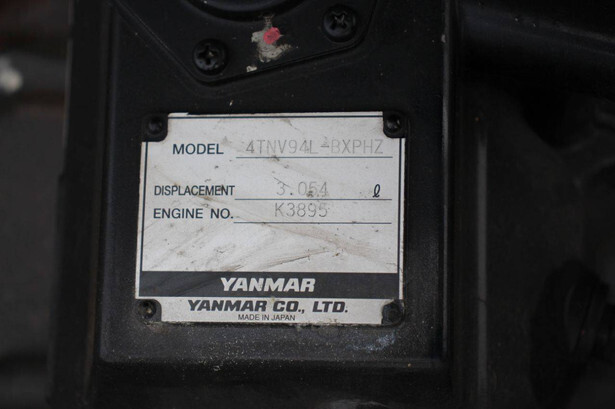 MODEL 4TNV94L-BXPHZ
DISPLACEMENT 3.054 ℓ
ENGINE NO. K3895
YANMAR
YANMAR CO., LTD.
MADE IN JAPAN